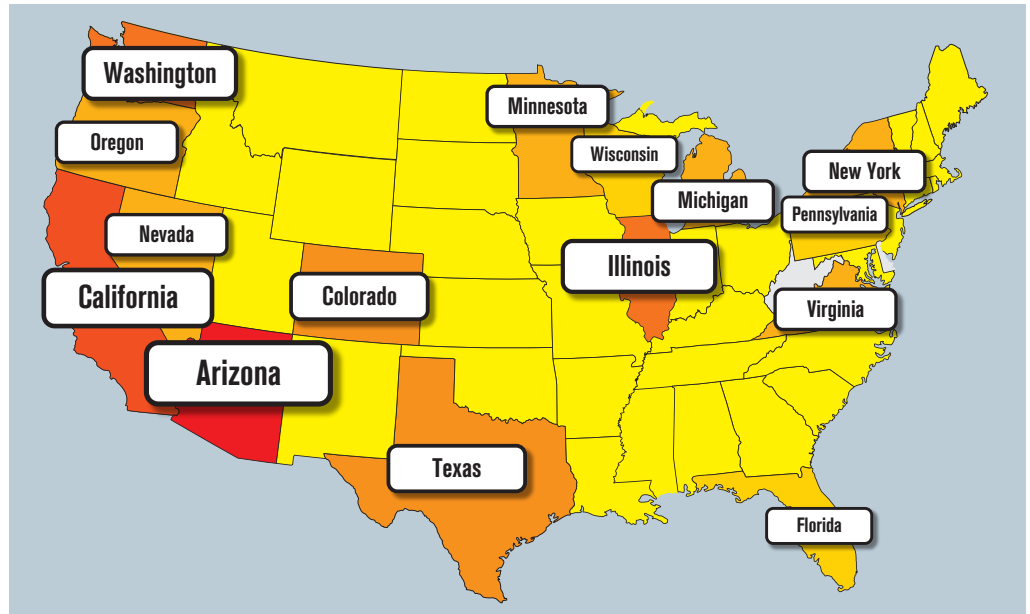 Washington
Minnesota
Oregon
Wisconsin
New York
Michigan
Pennsylvania
Nevada
Illinois
California
Colorado
Virginia
Arizona
Texas
Florida